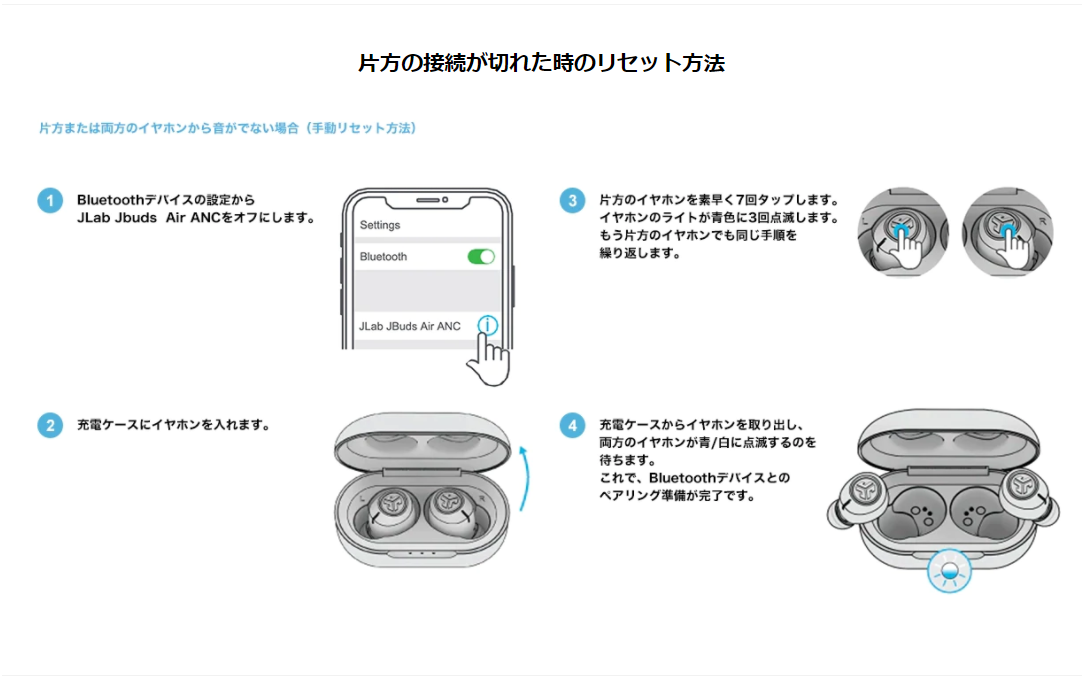 片方の接続が切れた時のリセット方法
片方または両方のイヤホンから音がでない場合（手動リセット方法）
1
Bluetoothデバイスの設定から
JLab Jbuds Air ANCをオフにします。
Settings
Bluetooth
JLab JBuds Air ANC
i
2
充電ケースにイヤホンを入れます。
L
R
3
片方のイヤホンを素早く7回タップします。
イヤホンのライトが青色に3回点滅します。
もう片方のイヤホンでも同じ手順を
繰り返します。
L
R
4
充電ケースからイヤホンを取り出し、
両方のイヤホンが青/白に点滅するのを
待ちます。
これで、Bluetoothデバイスとの
ペアリング準備が完了です。